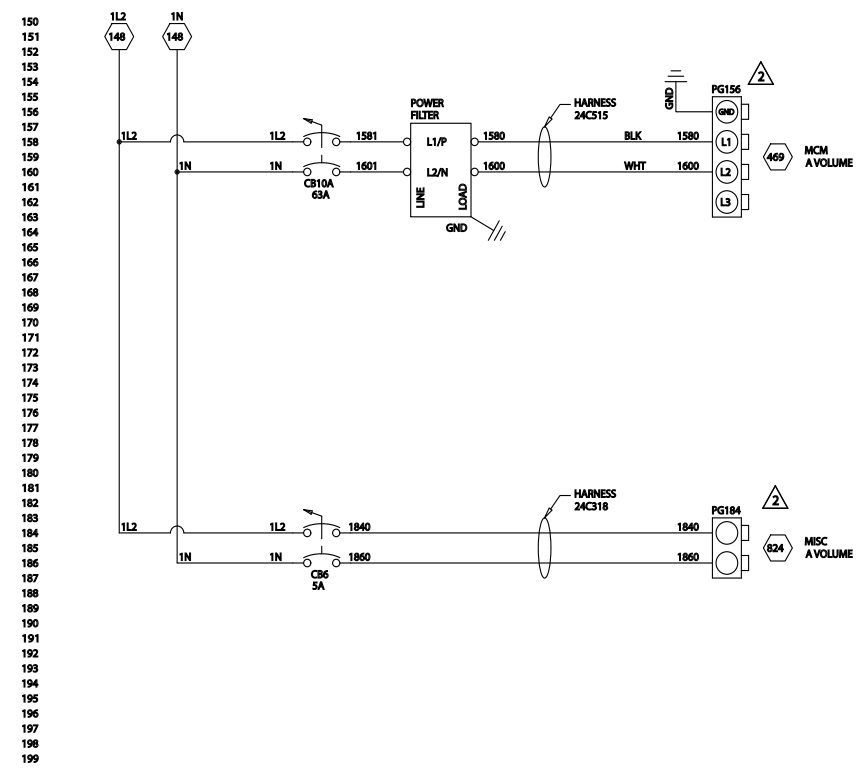 150 1L2 1N
151 148 148
152
153
154 2
155 GND PG156
156 POWER FILTER HARNESS 24C515 GND
157
158 1L2 1L2 1581 L1/P 1580 BLK 1580 L1
159 469 MCM A VOLUME
160 1N 1N 1601 L2/N 1600 WHT 1600 L2
161 CB10A
162 63A LINE LOAD L3
163
164 GND
165
166
167
168
169
170
171
172
173
174
175
176
177
178
179
180
181
182 HARNESS 24C318 2
183 PG184
184 1L2 1L2 1840 1840
185 824 MISC A VOLUME
186 1N 1N 1860 1860
187 CB6
188 5A
189
190
191
192
193
194
195
196
197
198
199